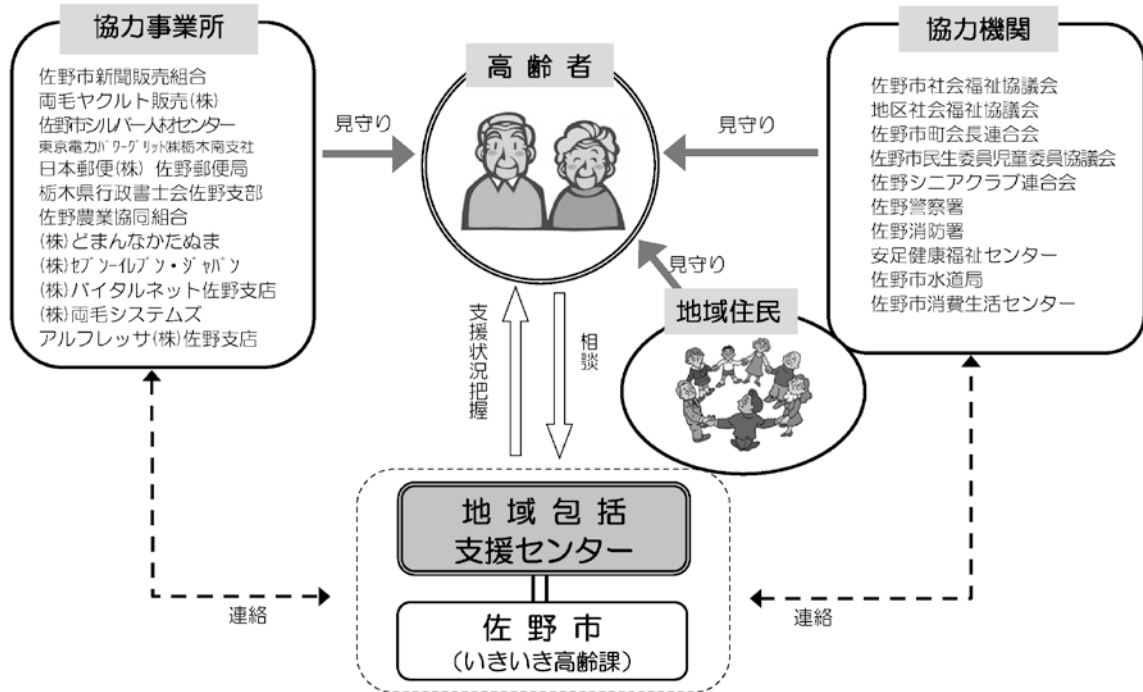 協力事業所
佐野市新聞販売組合
両毛ヤクルト販売(株)
佐野市シルバー人材センター
東京電力パワーグリット㈱栃木南支社
日本郵便(株) 佐野郵便局
栃木県行政書士会佐野支部
佐野農業協同組合
(株)どまんなかたぬま
(株)セブン-イレブン・ジャパン
(株)バイタルネット佐野支店
(株)両毛システムズ
アルフレッサ(株)佐野支店
見守り
高齢者
見守り
協力機関
佐野市社会福祉協議会
地区社会福祉協議会
佐野市町会長連合会
佐野市民生委員児童委員協議会
佐野シニアクラブ連合会
佐野警察署
佐野消防署
安足健康福祉センター
佐野市水道局
佐野市消費生活センター
見守り
地域住民
支援状況把握
相談
地域包括
支援センター
佐野市
(いきいき高齢課)
連絡
連絡